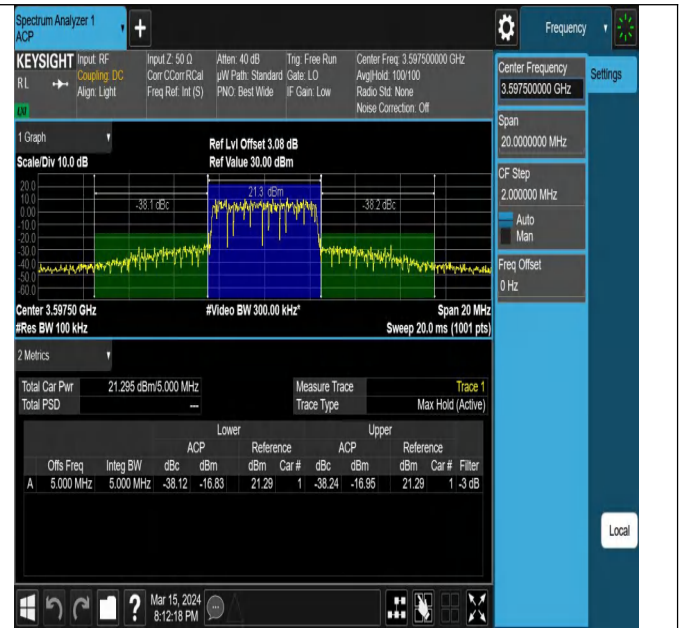 Spectrum Analyzer 1
ACP
+
Frequency
KEYSIGHT
RL
LXI
Input: RF
Coupling: DC
Align: Light
Input Z: 50 Ω
Corr CCorr RCal
Freq Ref: Int (S)
Atten: 40 dB
µW Path: Standard
PNO: Best Wide
Trig: Free Run
Gate: LO
IF Gain: Low
Center Freq: 3.597500000 GHz
Avg|Hold: 100/100
Radio Std: None
Noise Correction: Off
Center Frequency
3.597500000 GHz
Settings
Span
20.0000000 MHz
CF Step
2.000000 MHz
Auto
Man
Freq Offset
0 Hz
Local
1 Graph
Scale/Div 10.0 dB
Ref Lvl Offset 3.08 dB
Ref Value 30.00 dBm
20.0
10.0
0.00
-10.0
-20.0
-30.0
-40.0
-50.0
-60.0
-38.1 dBc
21.3 dBm
-38.2 dBc
Center 3.59750 GHz
#Video BW 300.00 kHz*
Span 20 MHz
#Res BW 100 kHz
Sweep 20.0 ms (1001 pts)
2 Metrics
Total Car Pwr 21.295 dBm/5.000 MHz
Total PSD ---
Measure Trace Trace 1
Trace Type Max Hold (Active)
Lower Upper
ACP Reference ACP Reference
Offs Freq Integ BW dBc dBm dBm Car # dBc dBm dBm Car # Filter
A 5.000 MHz 5.000 MHz -38.12 -16.83 21.29 1 -38.24 -16.95 21.29 1 -3 dB
?
Mar 15, 2024
8:12:18 PM